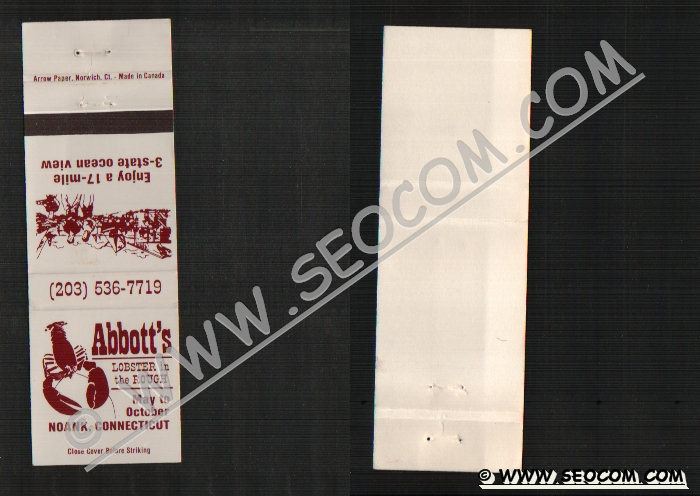 Arrow Paper, Norwich, Ct. - Made in Canada
Enjoy a 17-mile
3-state ocean view
(203) 536-7719
Abbott's
LOBSTER in
the ROUGH
May to
October
NOANK, CONNECTICUT
Close Cover Before Striking
© WWW.SEOCOM.COM
© WWW.SEOCOM.COM